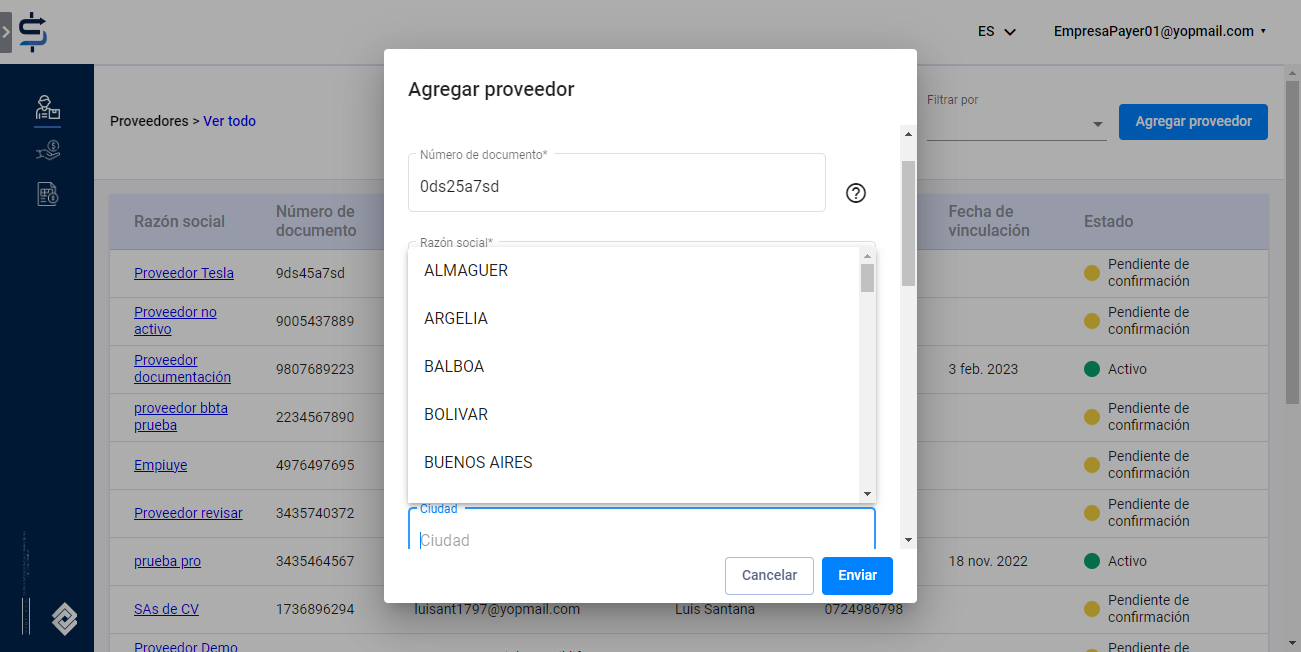 ES
EmpresaPayer01@yopmail.com
Proveedores > Ver todo
Filtrar por
Agregar proveedor
Razón social
Número de
documento
Fecha de
vinculación
Estado
Proveedor Tesla
9ds45a7sd
Pendiente de
confirmación
Proveedor no
activo
9005437889
Pendiente de
confirmación
Proveedor
documentación
9807689223
3 feb. 2023
Activo
proveedor bbta
prueba
2234567890
Pendiente de
confirmación
Empiuye
4976497695
Pendiente de
confirmación
Proveedor revisar
3435740372
Pendiente de
confirmación
prueba pro
3435464567
18 nov. 2022
Activo
SAs de CV
1736896294
luisant1797@yopmail.com
Luis Santana
0724986798
Pendiente de
confirmación
Proveedor Demo
Pendiente de
Agregar proveedor
Número de documento*
0ds25a7sd
Razón social*
ALMAGUER
ARGELIA
BALBOA
BOLIVAR
BUENOS AIRES
Ciudad
Ciudad
Cancelar
Enviar